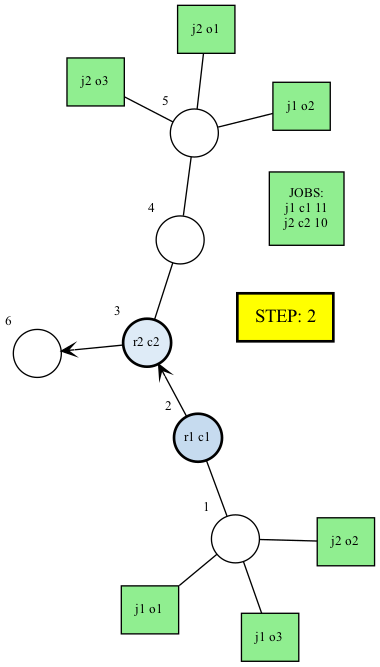 j2 o1
j2 o3
5
j1 o2
JOBS:
j1 c1 11
j2 c2 10
4
3
STEP: 2
6
r2 c2
2
r1 c1
1
j2 o2
j1 o1
j1 o3